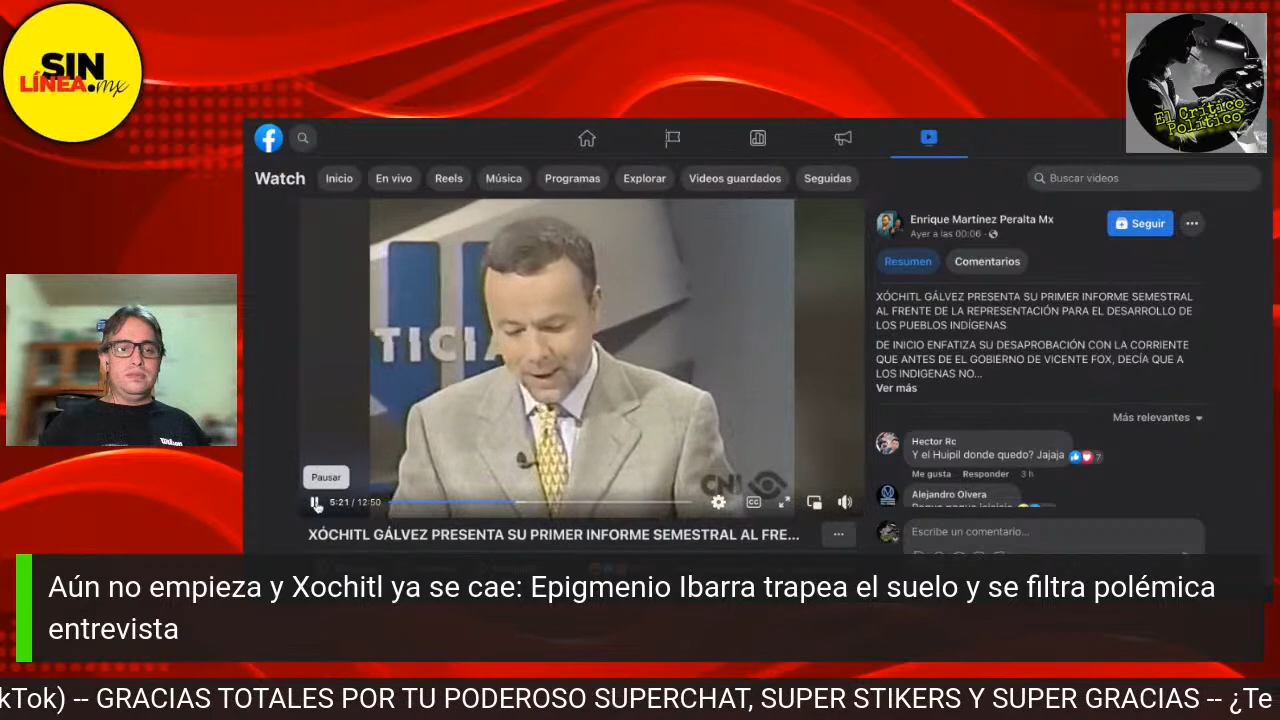 SIN
LÍNEA.mx
El Crítico
Político
Watch
Inicio
En vivo
Reels
Música
Programas
Explorar
Videos guardados
Seguidas
Buscar videos
TICIA
CNI
Pausar
5:21 / 12:50
XÓCHITL GÁLVEZ PRESENTA SU PRIMER INFORME SEMESTRAL AL FRE...
Enrique Martínez Peralta Mx
Ayer a las 00:06
Seguir
Resumen
Comentarios
XÓCHITL GÁLVEZ PRESENTA SU PRIMER INFORME SEMESTRAL
AL FRENTE DE LA REPRESENTACIÓN PARA EL DESARROLLO DE
LOS PUEBLOS INDÍGENAS
DE INICIO ENFATIZA SU DESAPROBACIÓN CON LA CORRIENTE
QUE ANTES DE EL GOBIERNO DE VICENTE FOX, DECÍA QUE A
LOS INDIGENAS NO...
Ver más
Más relevantes
Hector Rc
Y el Huipil donde quedo? Jajaja
7
Me gusta Responder 3 h
Alejandro Olvera
Escribe un comentario...
Wilson
Aún no empieza y Xochitl ya se cae: Epigmenio Ibarra trapea el suelo y se filtra polémica
entrevista
kTok) -- GRACIAS TOTALES POR TU PODEROSO SUPERCHAT, SUPER STIKERS Y SUPER GRACIAS -- ¿Te